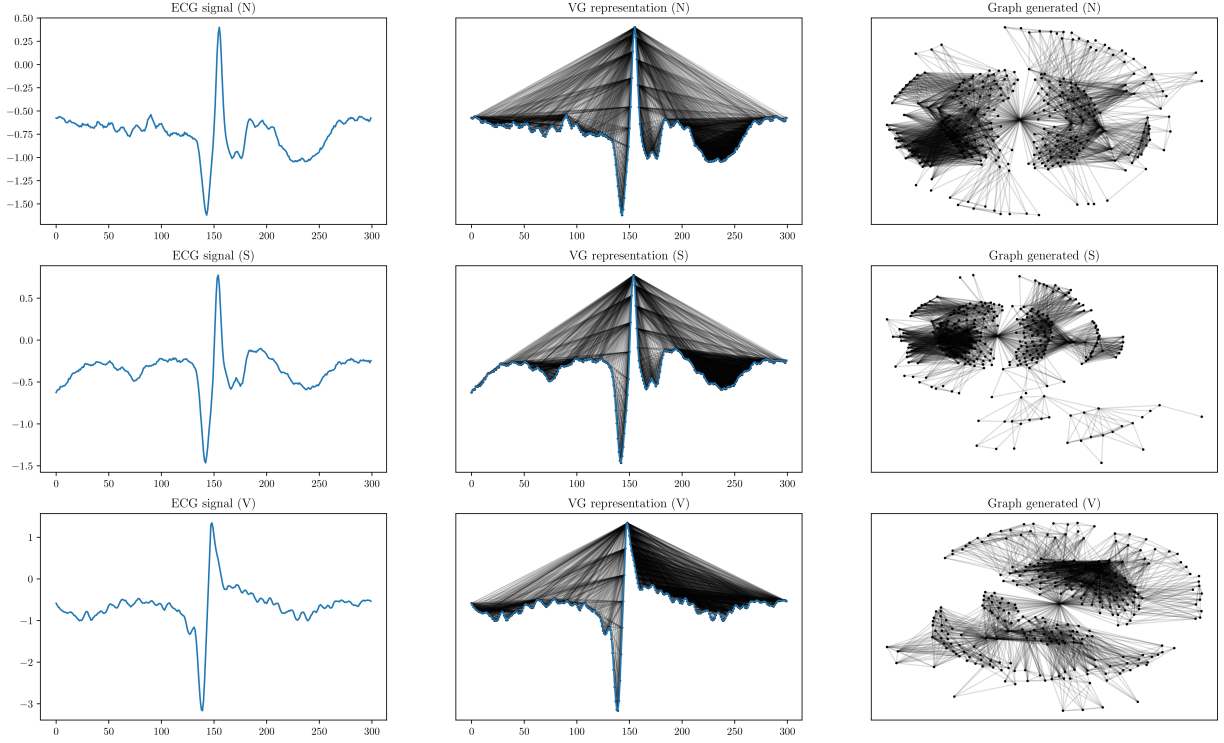 ECG signal (N)
VG representation (N)
Graph generated (N)
0.50
0.25
0.00
−0.25
−0.50
−0.75
−1.00
−1.25
−1.50
0 50 100 150 200 250 300
0 50 100 150 200 250 300
ECG signal (S)
VG representation (S)
Graph generated (S)
0.5
0.0
−0.5
−1.0
−1.5
0 50 100 150 200 250 300
0 50 100 150 200 250 300
ECG signal (V)
VG representation (V)
Graph generated (V)
1
0
−1
−2
−3
0 50 100 150 200 250 300
0 50 100 150 200 250 300